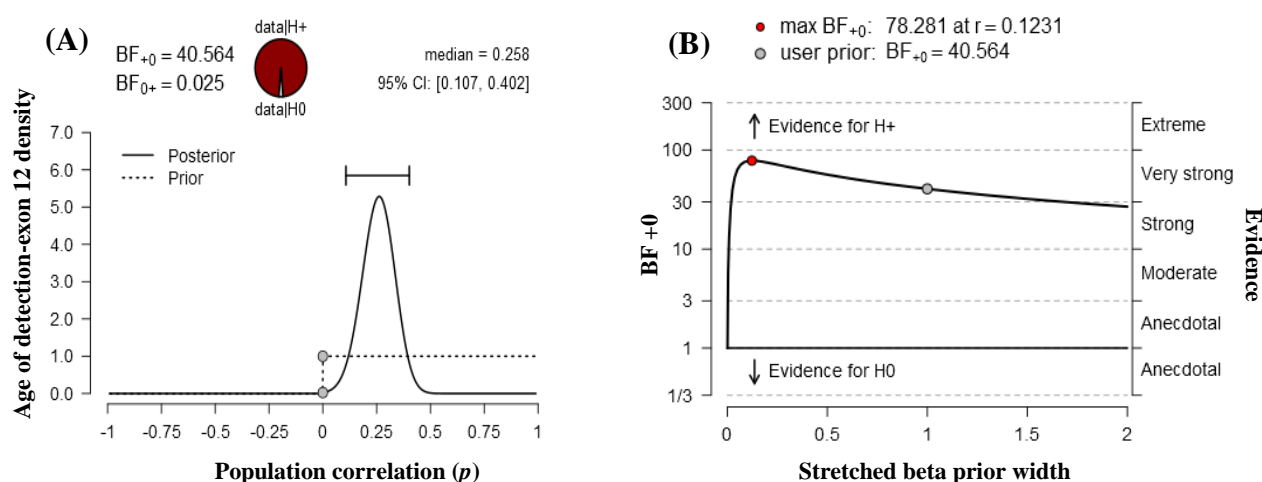 (A)
data|H+
BF+0 = 40.564
BF0+ = 0.025
data|H0
median = 0.258
95% CI: [0.107, 0.402]
Age of detection-exon 12 density
7.0
6.0
5.0
4.0
3.0
2.0
1.0
0.0
Posterior
Prior
-1 -0.75 -0.5 -0.25 0 0.25 0.5 0.75 1
Population correlation (p)
(B)
max BF+0: 78.281 at r = 0.1231
user prior: BF+0 = 40.564
BF +0
300
100
30
10
3
1
1/3
Evidence for H+
Evidence for H0
Extreme
Very strong
Strong
Moderate
Anecdotal
Anecdotal
Evidence
0 0.5 1 1.5 2
Stretched beta prior width